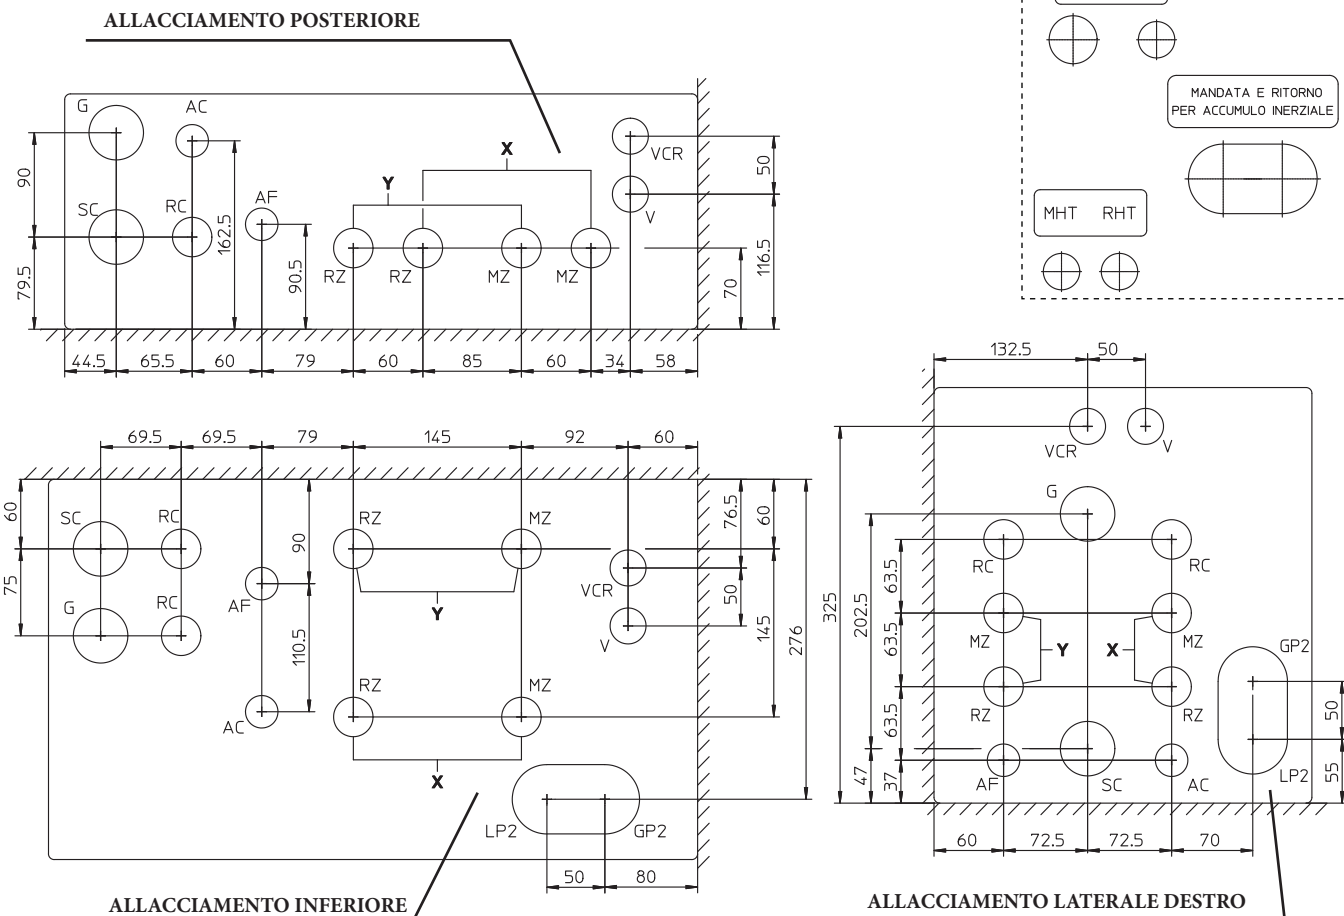 ALLACCIAMENTO POSTERIORE
G
AC
VCR
X
Y
SC
RC
AF
V
RZ
RZ
MZ
MZ
90
79.5
162.5
90.5
70
50
116.5
44.5
65.5
60
79
60
85
60
34
58
MANDATA E RITORNO
PER ACCUMULO INERZIALE
MHT RHT
69.5
69.5
79
145
92
60
60
75
SC
RC
RZ
MZ
G
RC
AF
VCR
V
Y
AC
RZ
MZ
X
90
110.5
76.5
50
60
145
276
LP2
GP2
50
80
ALLACCIAMENTO INFERIORE
132.5
50
VCR
V
G
RC
RC
MZ
MZ
Y
X
RZ
RZ
GP2
LP2
AF
SC
AC
325
202.5
47
63.5
63.5
63.5
37
50
55
60
72.5
72.5
70
ALLACCIAMENTO LATERALE DESTRO